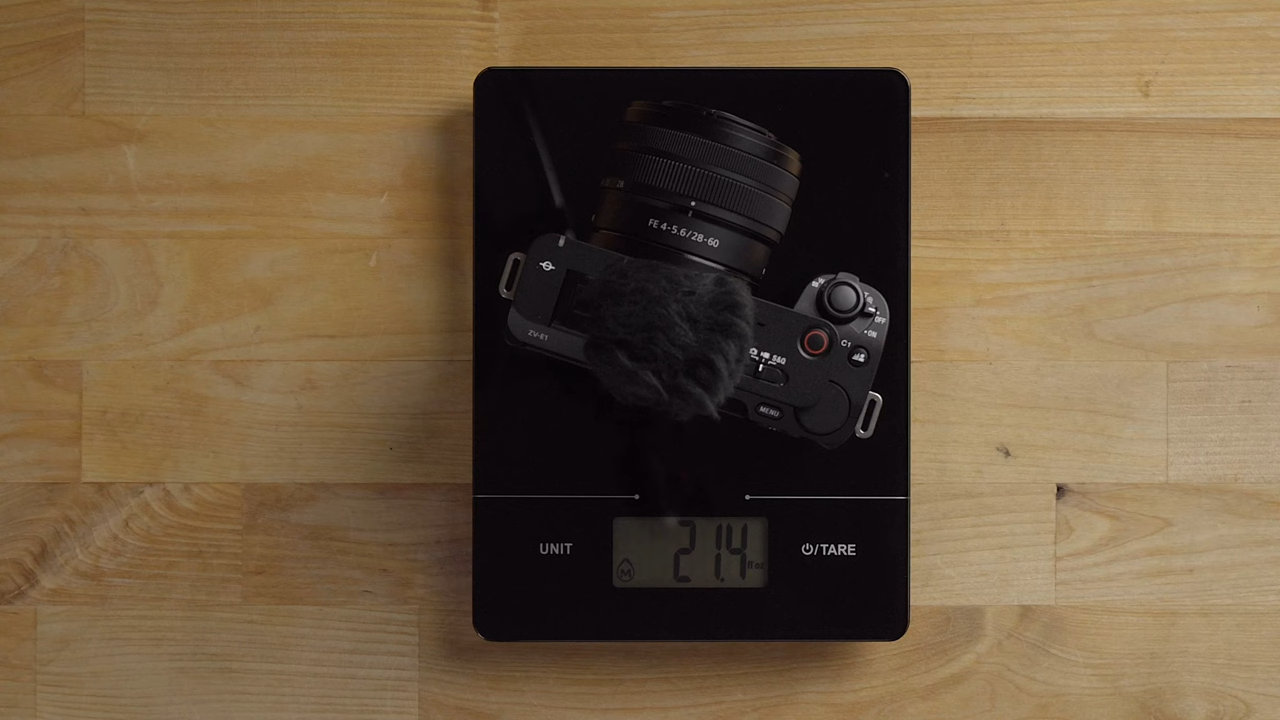 FE 4-5.6/28-60
ZV-E1
OFF
ON
C1
S&Q
MENU
UNIT
21.4
fl oz
M
/TARE